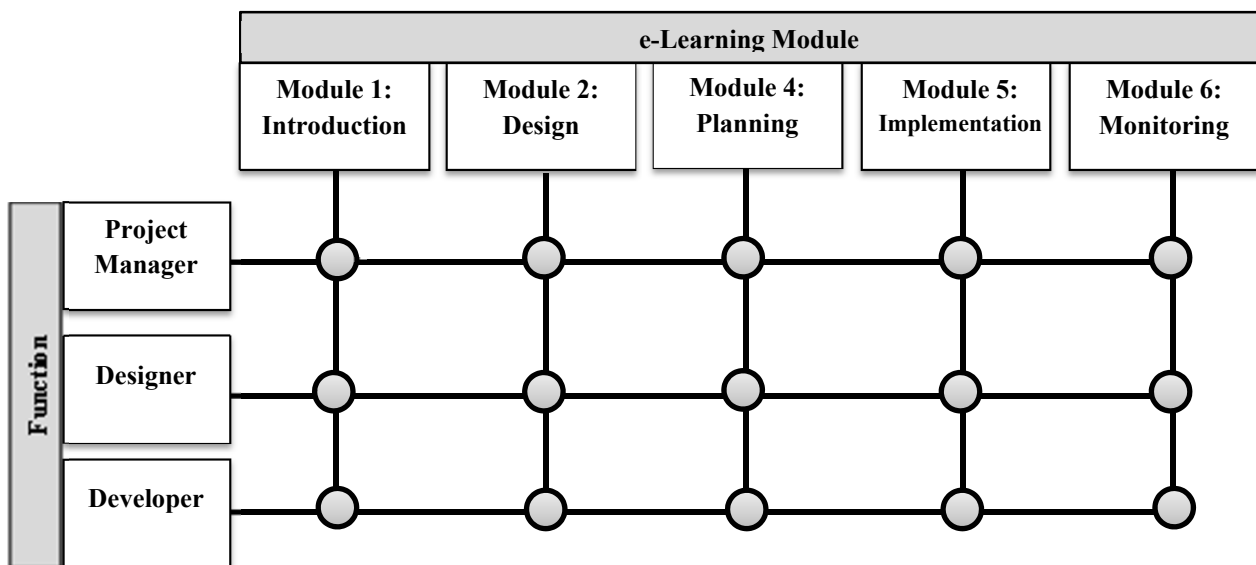 e-Learning Module
Module 1:
Introduction
Module 2:
Design
Module 4:
Planning
Module 5:
Implementation
Module 6:
Monitoring
Function
Project
Manager
Designer
Developer